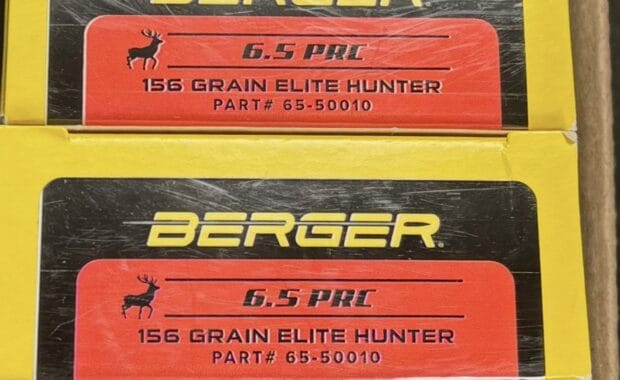 BERGER
6.5 PRC
156 GRAIN ELITE HUNTER
PART# 65-50010
BERGER®
6.5 PRC
156 GRAIN ELITE HUNTER
PART# 65-50010